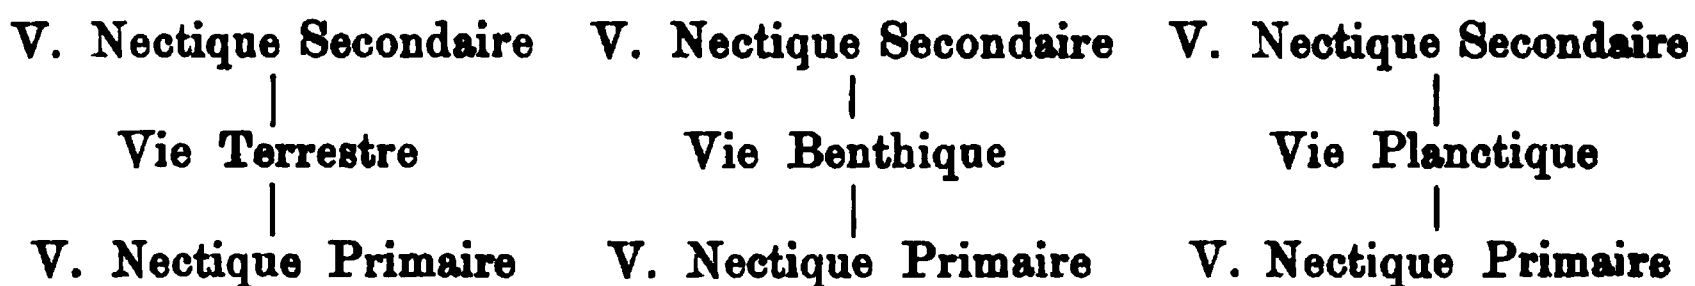 V. Nectique Secondaire V. Nectique Secondaire V. Nectique Secondaire
Vie Terrestre Vie Benthique Vie Planctique
V. Nectique Primaire V. Nectique Primaire V. Nectique Primaire